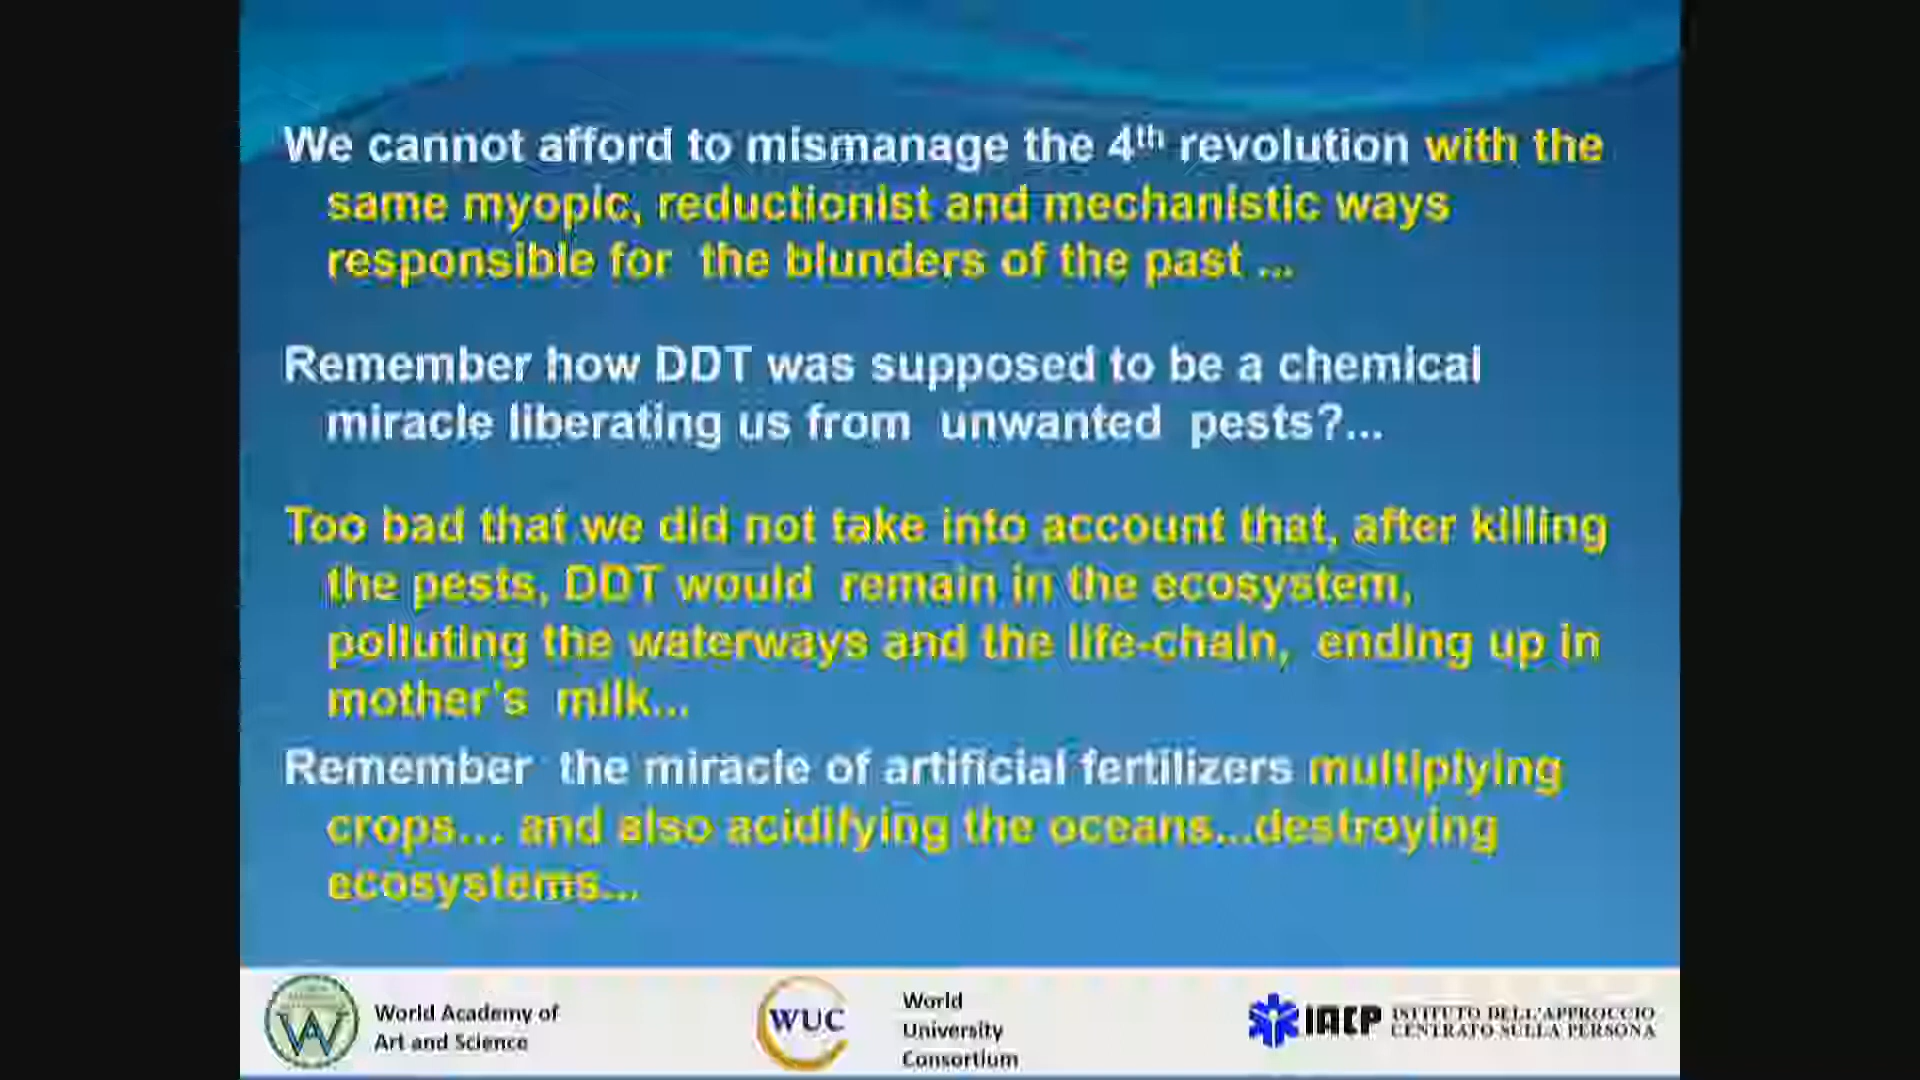 We cannot afford to mismanage the 4th revolution with the
same myopic, reductionist and mechanistic ways
responsible for the blunders of the past ...
Remember how DDT was supposed to be a chemical
miracle liberating us from unwanted pests?...
Too bad that we did not take into account that, after killing
the pests, DDT would remain in the ecosystem,
polluting the waterways and the life-chain, ending up in
mother's milk...
Remember the miracle of artificial fertilizers multiplying
crops... and also acidifying the oceans...destroying
ecosystems...
World Academy of
Art and Science
WUC
World
University
Consortium
IACP
ISTITUTO DELL'APPROCCIO
CENTRATO SULLA PERSONA